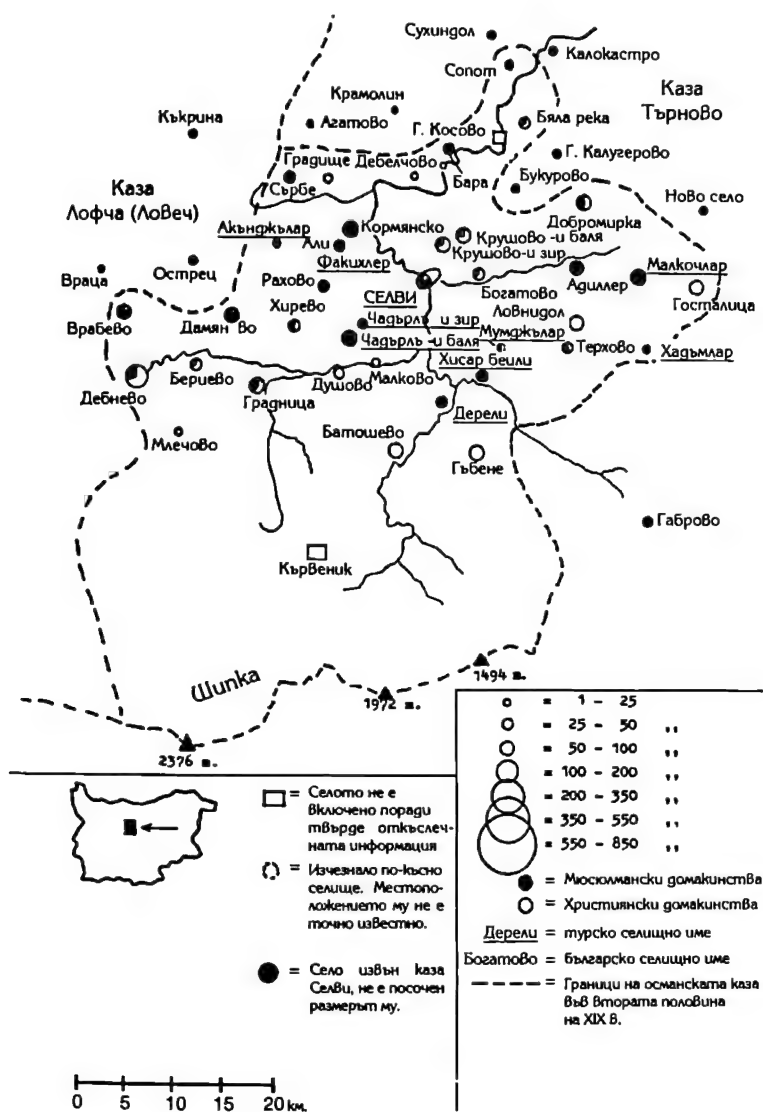 Сухиндол
Калокастро
Сопот
Каза
Търново
Крамолин
Къкрина
Агатово
Г. Косово
Бяла река
Градище
Дебелчово
Г. Калугерово
Каза
Лофча (Ловеч)
Сърбе
Бара
Букурово
Ново село
Добромирка
Акънджълар
Кормянско
Али
Крушово -и баля
Факихлер
Крушово-и зир
Малкочлар
Враца
Острец
Рахово
СЕЛВИ
Богатово
Адиллер
Госталица
Ловнидол
Врабево
Дамян во
Хирево
Чадърлъ и зир
Мумджълар
Чадърлъ -и баля
Терхово
Хадъмлар
Хисар беили
Дебнево
Бериево
Градница
Душово
Малково
Дерели
Млечово
Батошево
Гъбене
Габрово
Кървеник
Шипка
1494 м.
1972 м.
2376 м.
= 1 – 25
= 25 – 50 ,,
= 50 – 100 ,,
= 100 – 200 ,,
= 200 – 350 ,,
= 350 – 550 ,,
= 550 – 850 ,,
= Мюсюлмански домакинства
= Християнски домакинства
Дерели = турско селищно име
Богатово = българско селищно име
= Граници на османската каза
във втората половина
на XIX в.
= Селото не е
включено поради
твърде откъслеч-
ната информация
= Изчезнало по-късно
селище. Местопо-
ложението му не е
точно известно.
= Село извън каза
Селви, не е посочен
размерът му.
0 5 10 15 20 км.